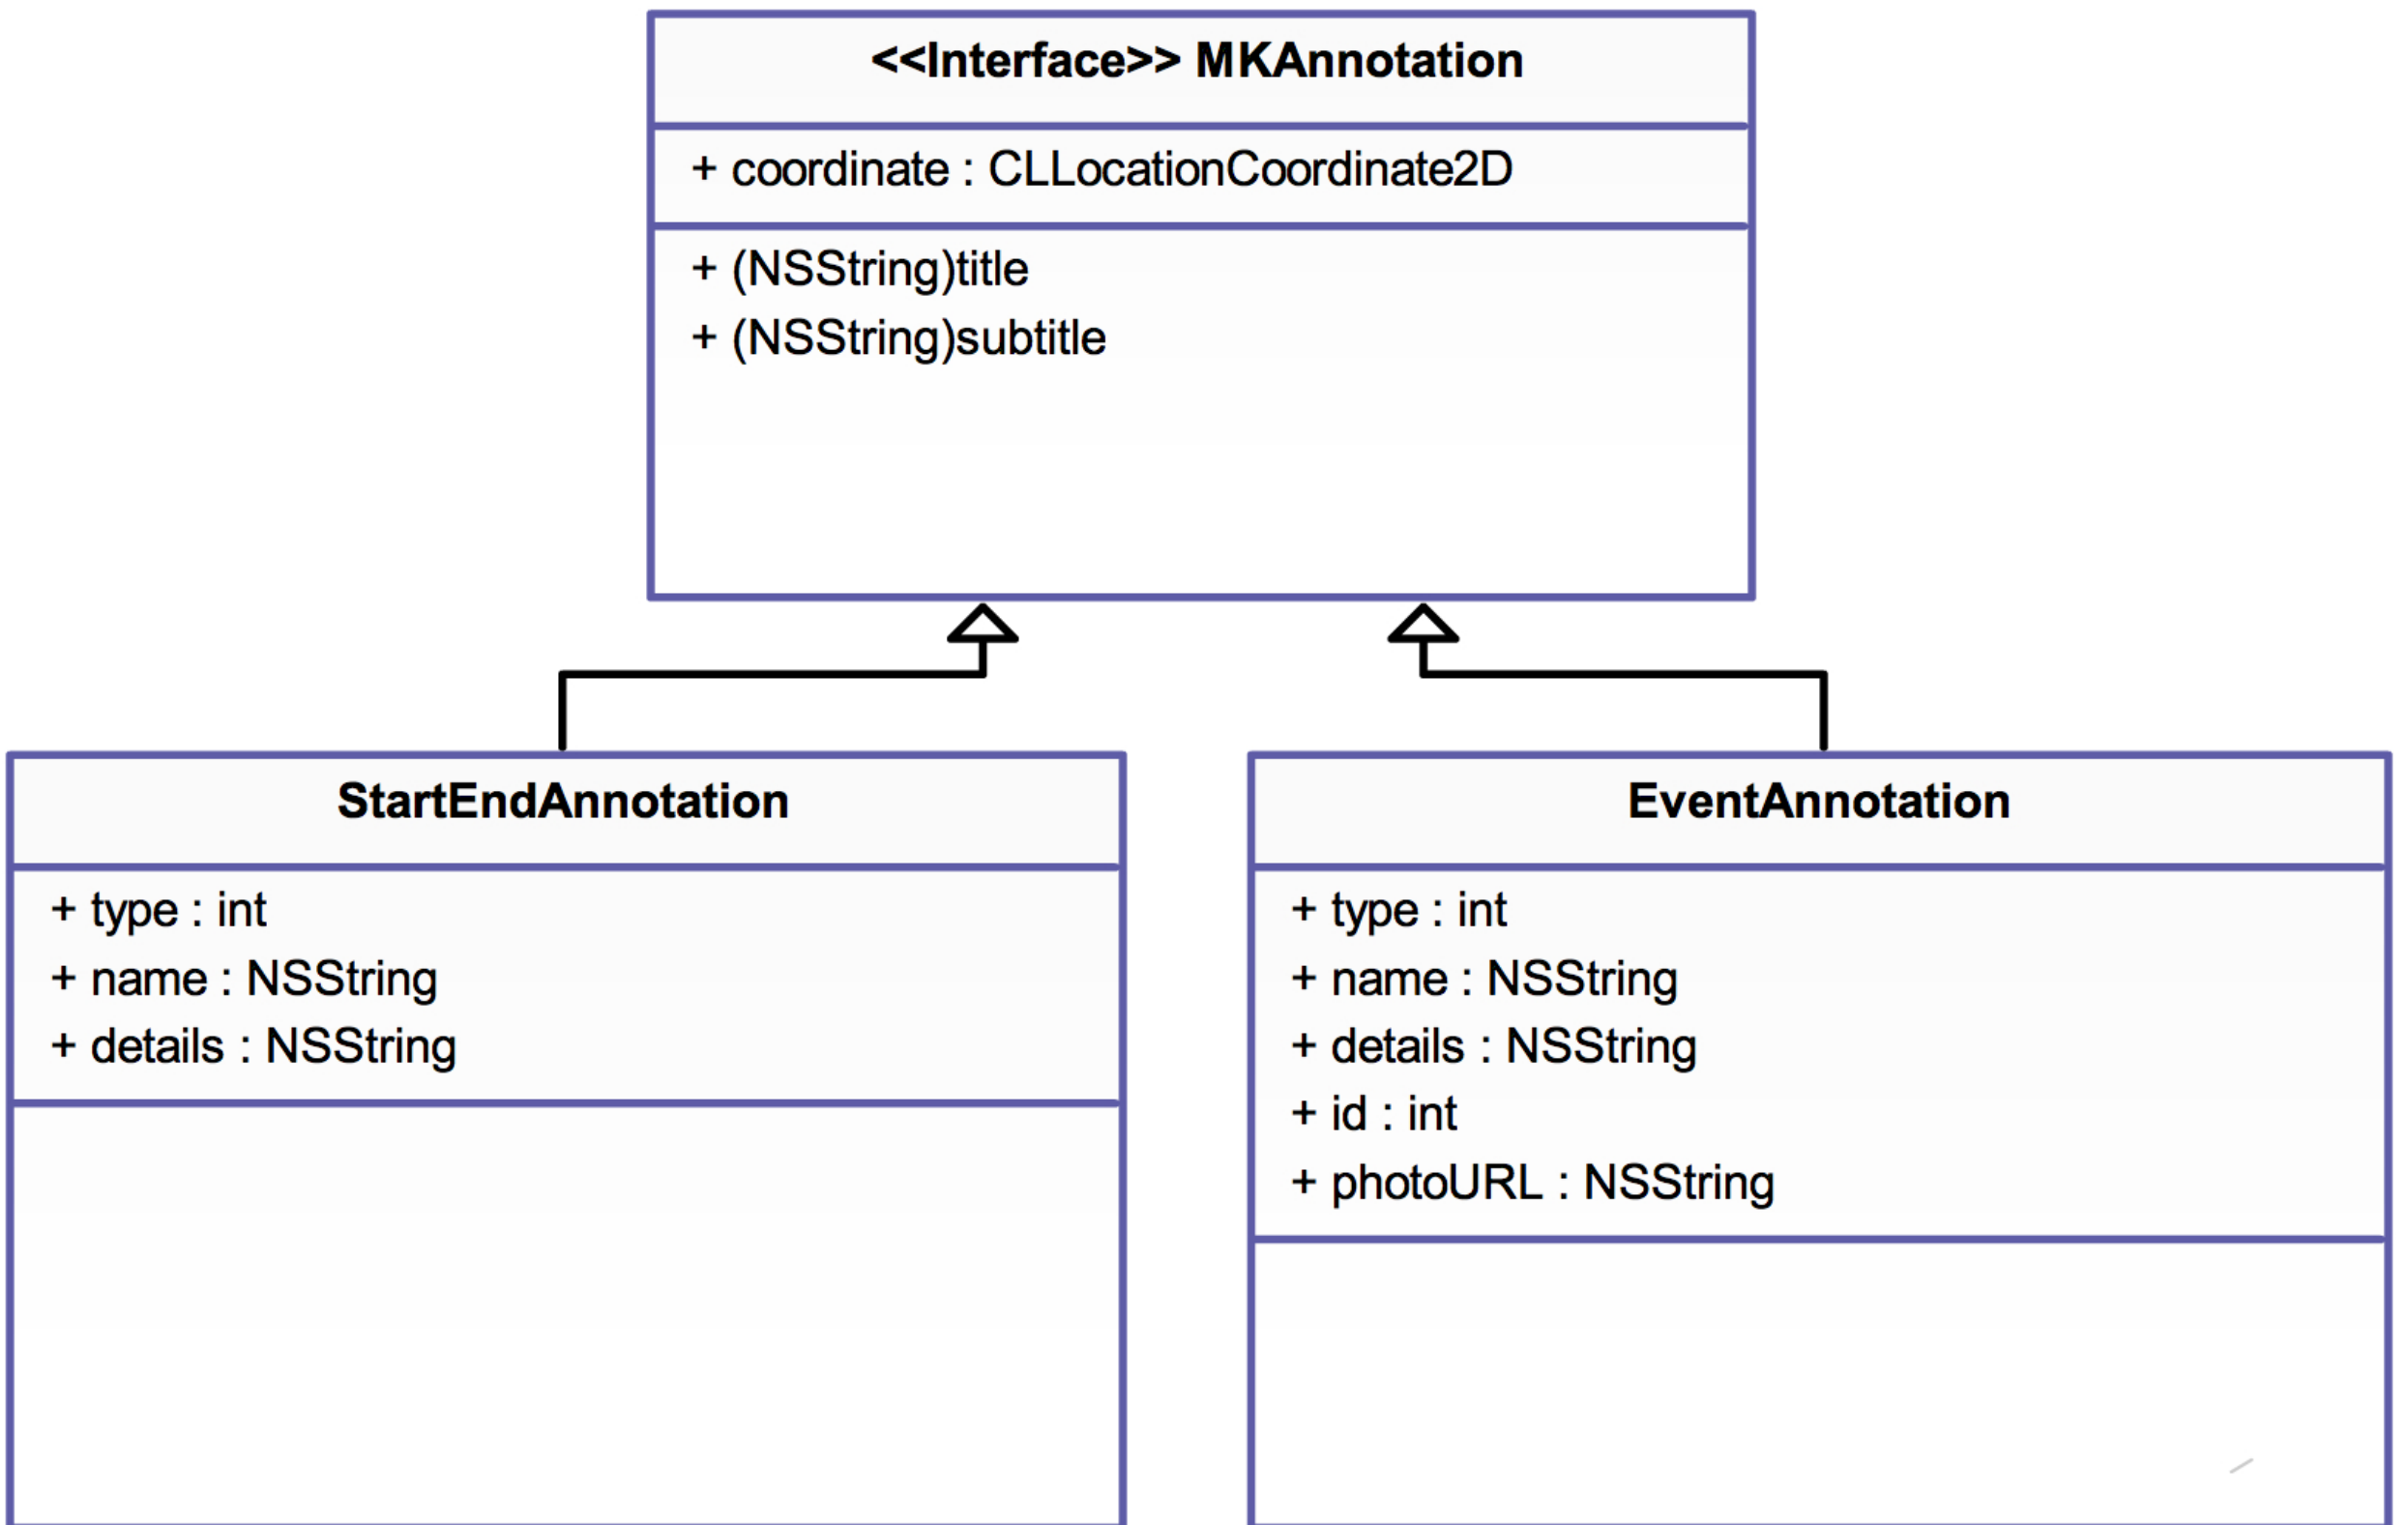 <<Interface>> MKAnnotation
+ coordinate : CLLocationCoordinate2D
+ (NSString)title
+ (NSString)subtitle
StartEndAnnotation
+ type : int
+ name : NSString
+ details : NSString
EventAnnotation
+ type : int
+ name : NSString
+ details : NSString
+ id : int
+ photoURL : NSString